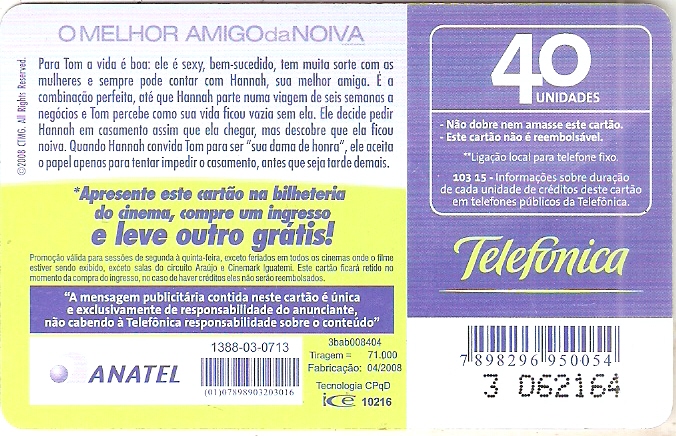 O MELHOR AMIGO da NOIVA
©2008 CTMG. All Rights Reserved.
Para Tom a vida é boa: ele é sexy, bem-sucedido, tem muita sorte com as
mulheres e sempre pode contar com Hannah, sua melhor amiga. É a
combinação perfeita, até que Hannah parte numa viagem de seis semanas a
negócios e Tom percebe como sua vida ficou vazia sem ela. Ele decide pedir
Hannah em casamento assim que ela chegar, mas descobre que ela ficou
noiva. Quando Hannah convida Tom para ser "sua dama de honra", ele aceita
o papel apenas para tentar impedir o casamento, antes que seja tarde demais.
*Apresente este cartão na bilheteria
do cinema, compre um ingresso
e leve outro grátis!
Promoção válida para sessões de segunda à quinta-feira, exceto feriados em todos os cinemas onde o filme
estiver sendo exibido, exceto salas do circuito Araújo e Cinemark Iguatemi. Este cartão ficará retido no
momento da compra do ingresso, no caso de haver créditos eles não serão reembolsados.
"A mensagem publicitária contida neste cartão é única
e exclusivamente de responsabilidade do anunciante,
não cabendo à Telefônica responsabilidade sobre o conteúdo"
ANATEL
1388-03-0713
(01)07898903203016
3bab008404
Tiragem = 71.000
Fabricação: 04/2008
Tecnologia CPqD
ice 10216
40
UNIDADES
- Não dobre nem amasse este cartão.
- Este cartão não é reembolsável.
**Ligação local para telefone fixo.
103 15 - Informações sobre duração
de cada unidade de créditos deste cartão
em telefones públicos da Telefônica.
Telefônica
7 898296 950054
3 062164